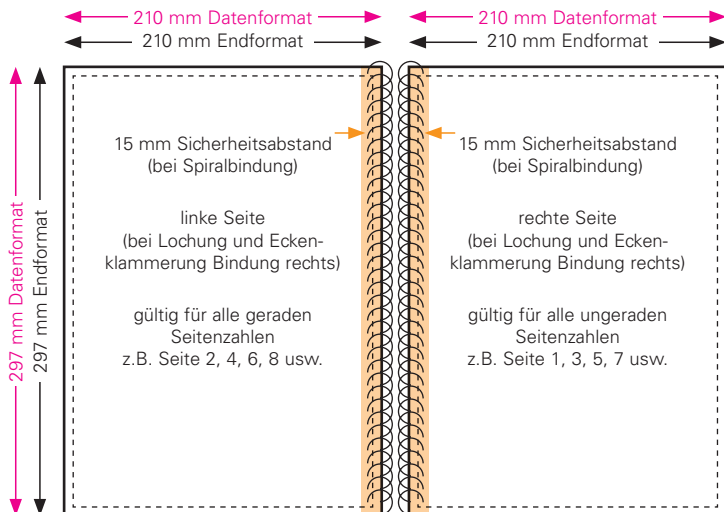 210 mm Datenformat
210 mm Endformat
210 mm Datenformat
210 mm Endformat
297 mm Datenformat
297 mm Endformat
15 mm Sicherheitsabstand
(bei Spiralbindung)
linke Seite
(bei Lochung und Ecken-
klammerung Bindung rechts)
gültig für alle geraden
Seitenzahlen
z.B. Seite 2, 4, 6, 8 usw.
15 mm Sicherheitsabstand
(bei Spiralbindung)
rechte Seite
(bei Lochung und Ecken-
klammerung Bindung rechts)
gültig für alle ungeraden
Seitenzahlen
z.B. Seite 1, 3, 5, 7 usw.